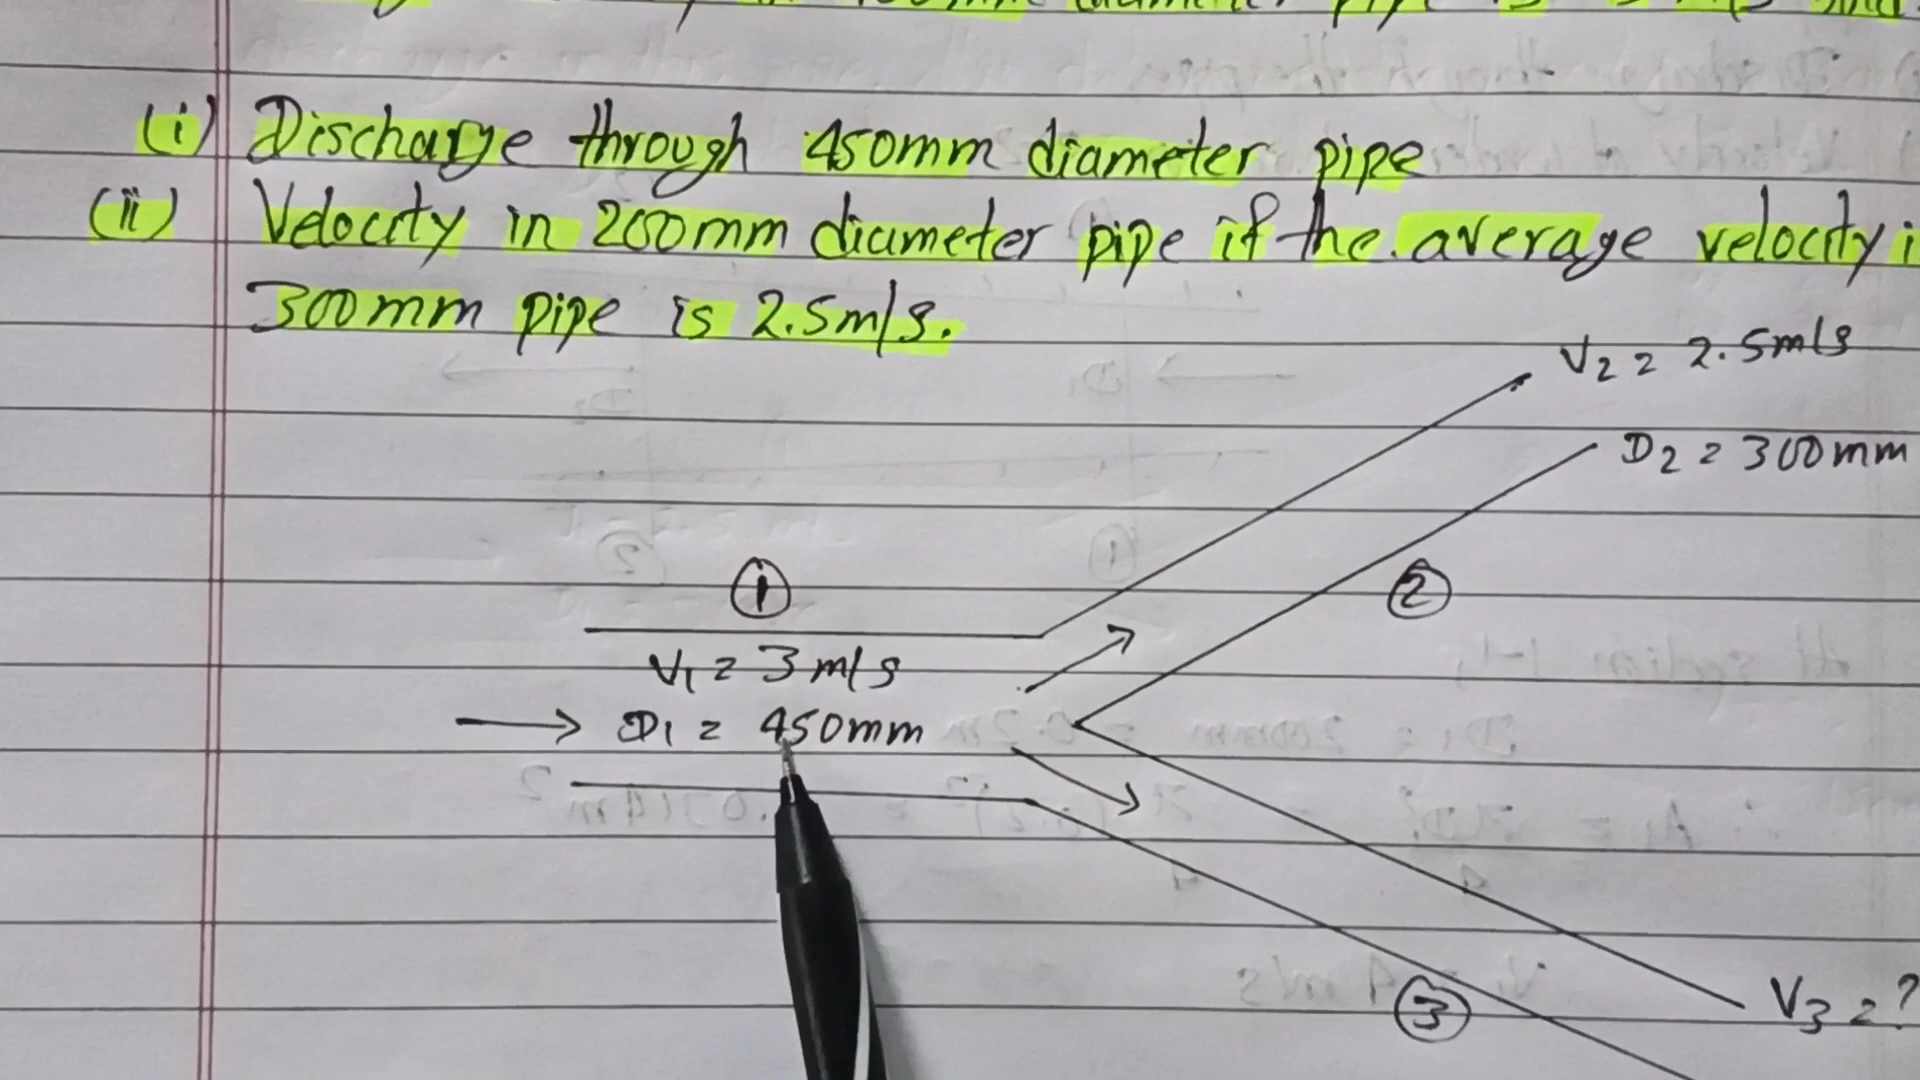 (i) Discharge through 450mm diameter pipe
(ii) Velocity in 200mm diameter pipe if the average velocity i
300mm pipe is 2.5m/s.
V2 = 2.5m/s
D2 = 300mm
①
②
V1 = 3m/s
D1 = 450mm
③
V3 = ?